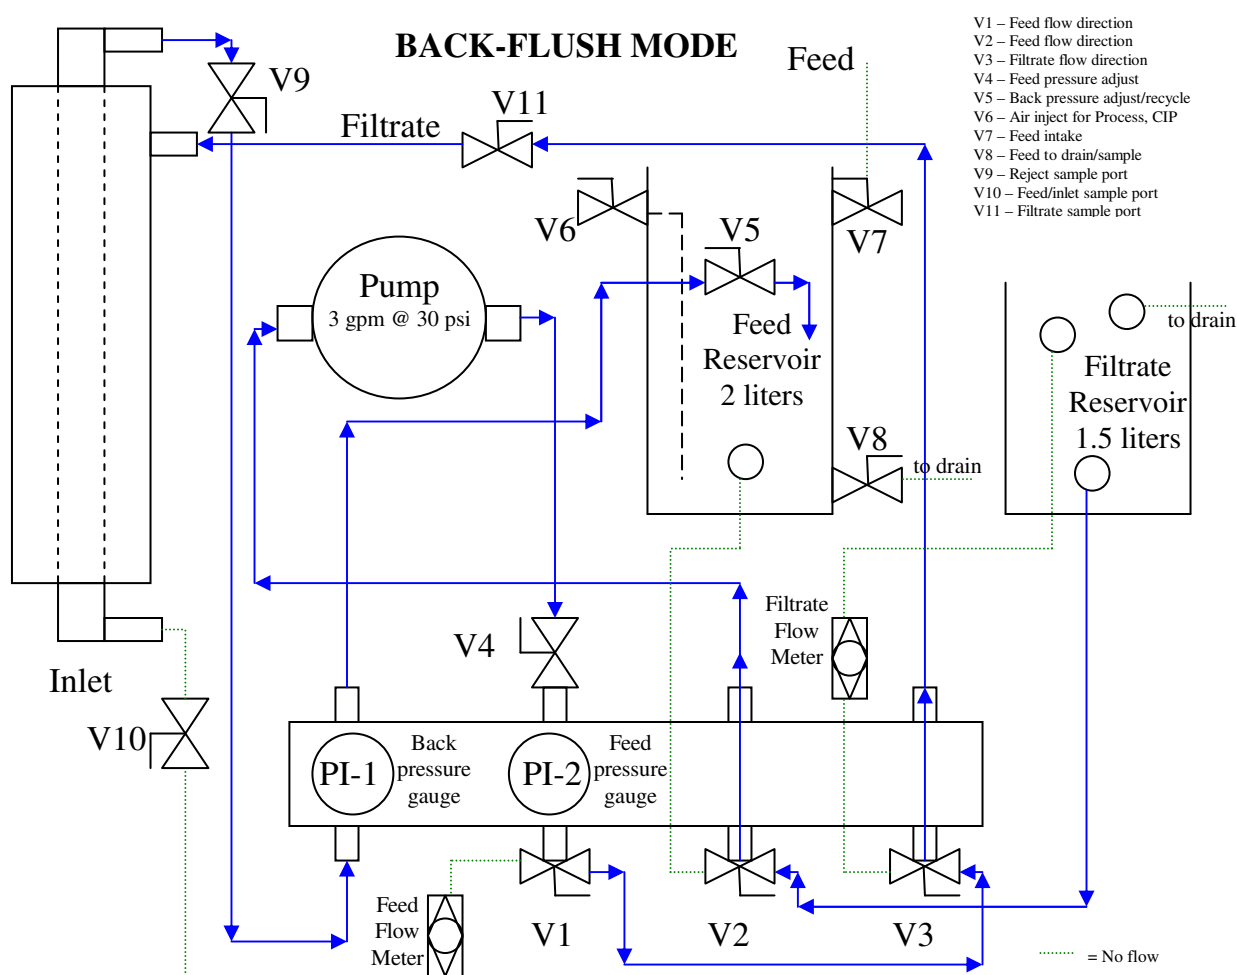 BACK-FLUSH MODE
V1 – Feed flow direction
V2 – Feed flow direction
V3 – Filtrate flow direction
V4 – Feed pressure adjust
V5 – Back pressure adjust/recycle
V6 – Air inject for Process, CIP
V7 – Feed intake
V8 – Feed to drain/sample
V9 – Reject sample port
V10 – Feed/inlet sample port
V11 – Filtrate sample port
Feed
V9
V11
Filtrate
V6
V5
V7
Pump
3 gpm @ 30 psi
Feed
Reservoir
2 liters
to drain
Filtrate
Reservoir
1.5 liters
V8
to drain
Filtrate
Flow
Meter
V4
Inlet
V10
PI-1
Back
pressure
gauge
PI-2
Feed
pressure
gauge
Feed
Flow
Meter
V1
V2
V3
= No flow